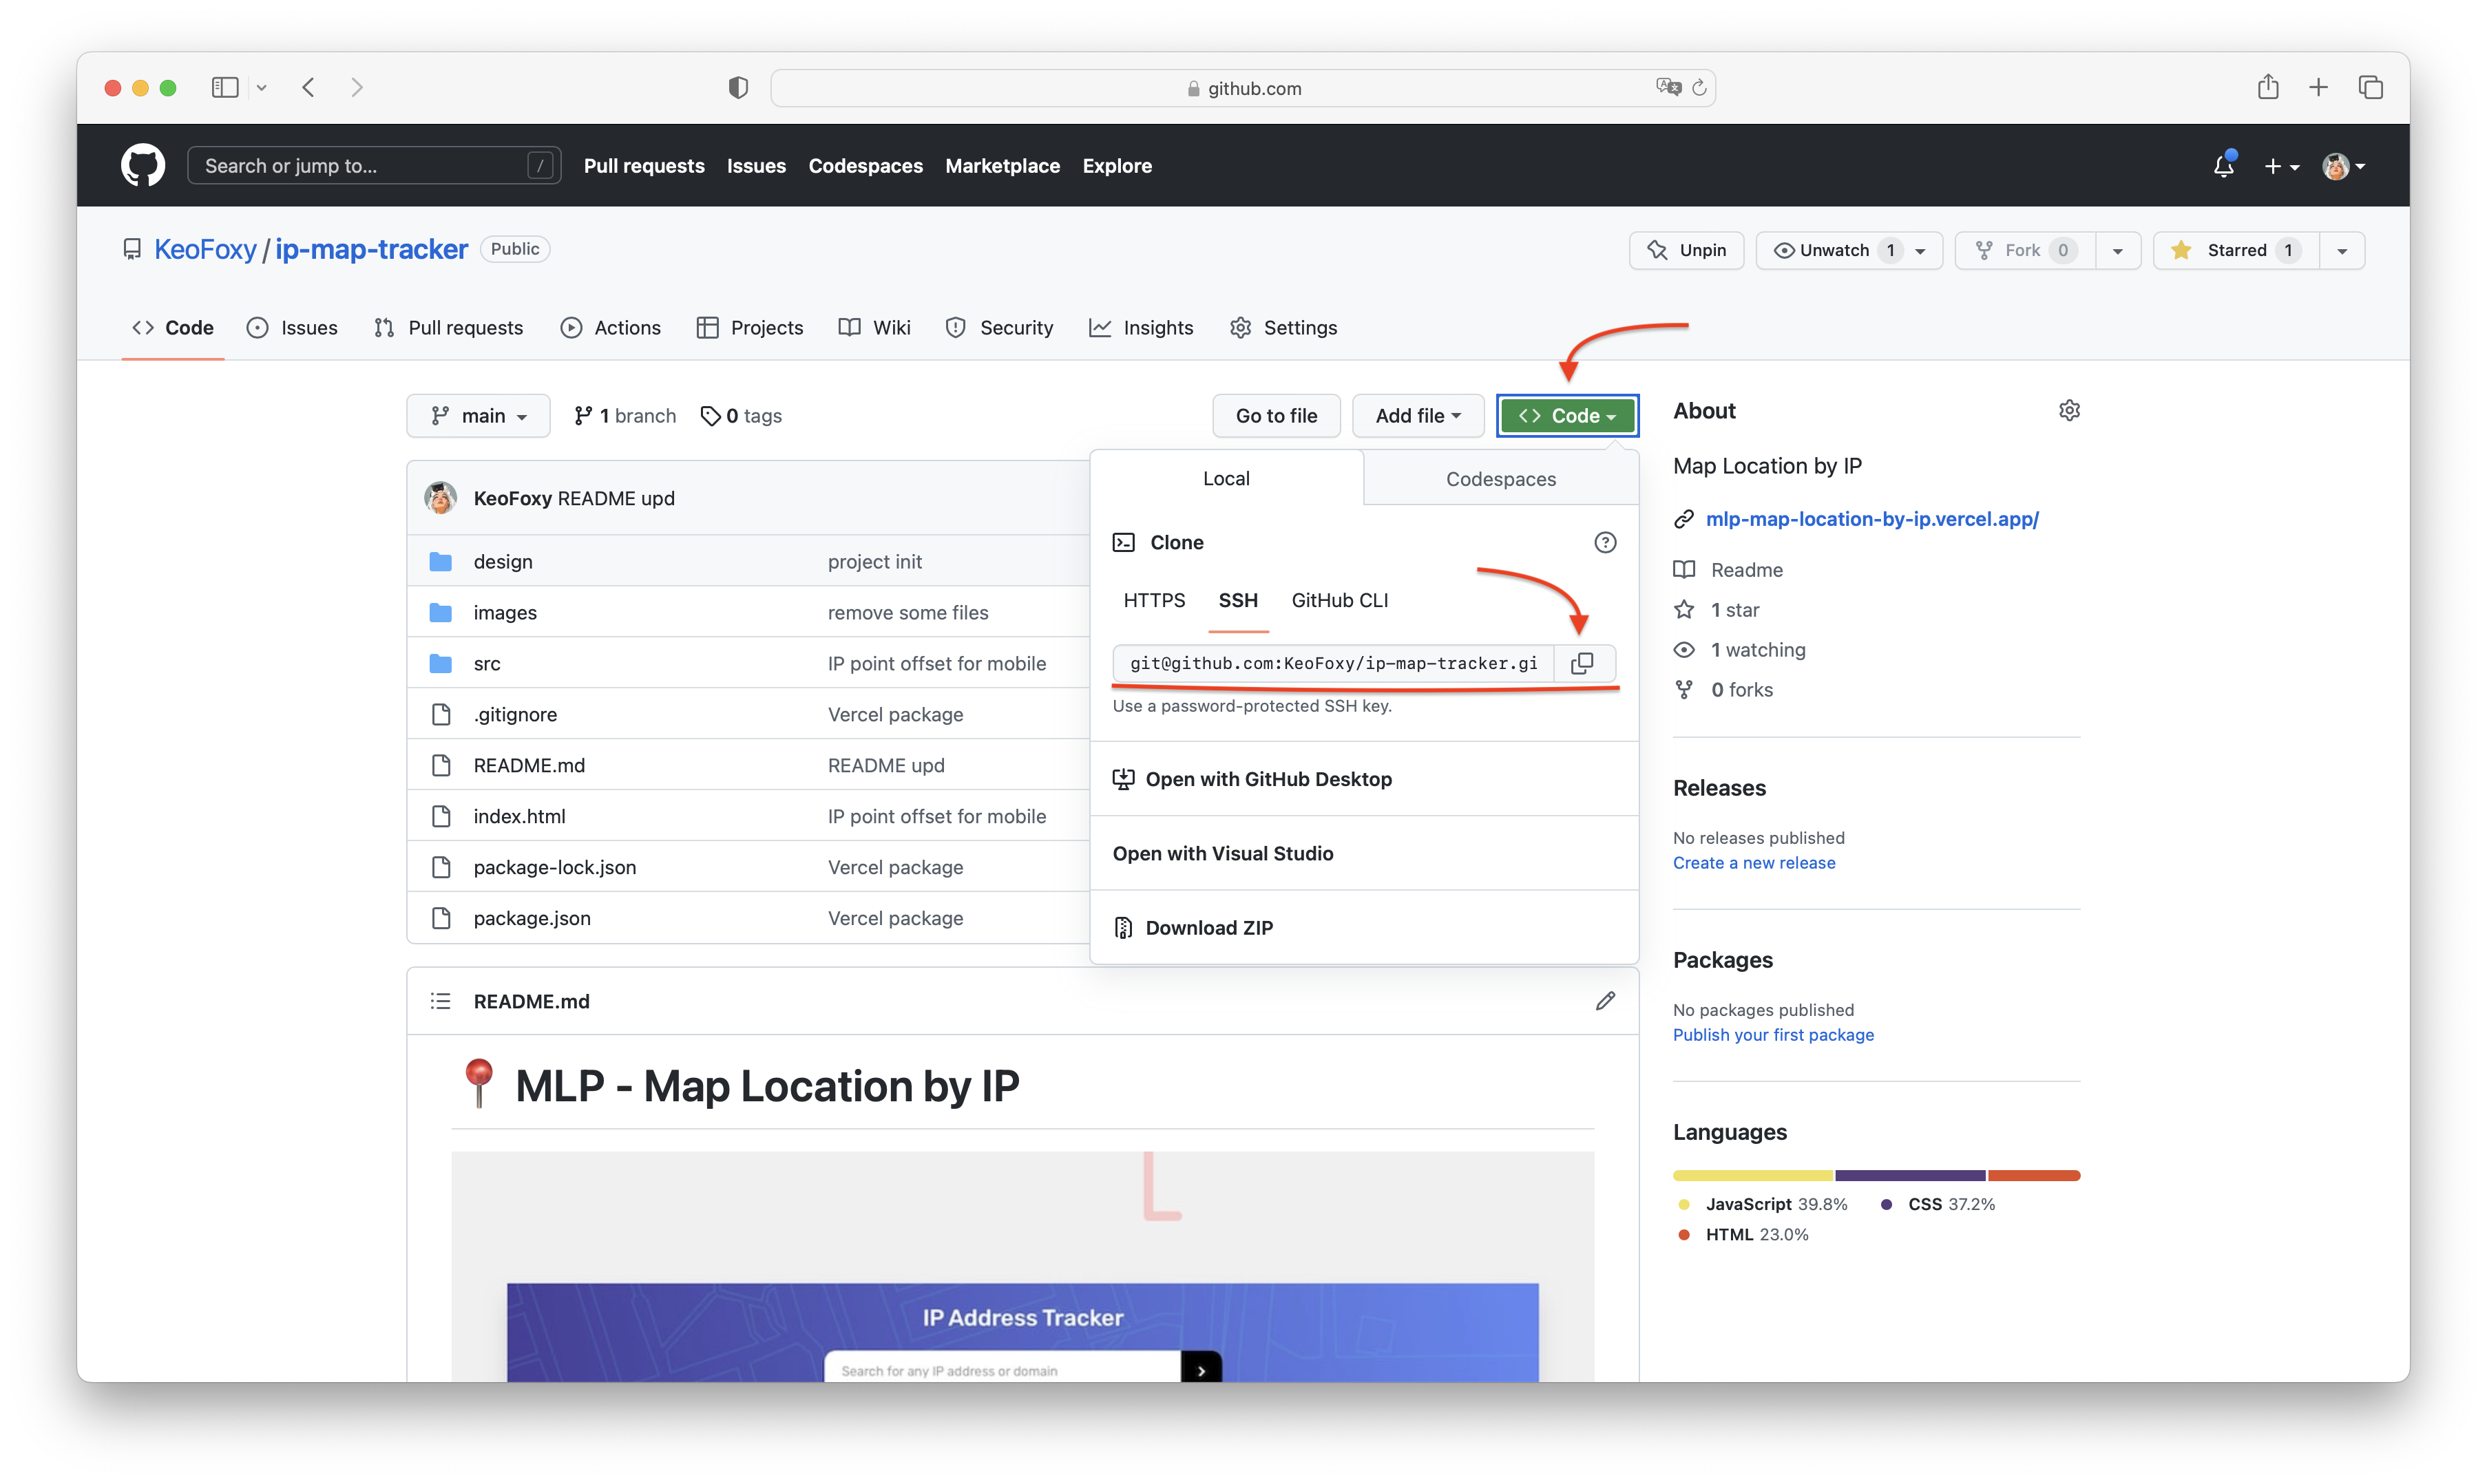 github.com
Search or jump to... /
Pull requests Issues Codespaces Marketplace Explore
KeoFoxy / ip-map-tracker Public
Unpin Unwatch 1 Fork 0 Starred 1
Code Issues Pull requests Actions Projects Wiki Security Insights Settings
main 1 branch 0 tags Go to file Add file Code
KeoFoxy README upd
design project init
images remove some files
src IP point offset for mobile
.gitignore Vercel package
README.md README upd
index.html IP point offset for mobile
package-lock.json Vercel package
package.json Vercel package
Local Codespaces
Clone
HTTPS SSH GitHub CLI
git@github.com:KeoFoxy/ip-map-tracker.gi
Use a password-protected SSH key.
Open with GitHub Desktop
Open with Visual Studio
Download ZIP
README.md
MLP - Map Location by IP
L
IP Address Tracker
Search for any IP address or domain
About
Map Location by IP
mlp-map-location-by-ip.vercel.app/
Readme
1 star
1 watching
0 forks
Releases
No releases published
Create a new release
Packages
No packages published
Publish your first package
Languages
JavaScript 39.8% CSS 37.2%
HTML 23.0%